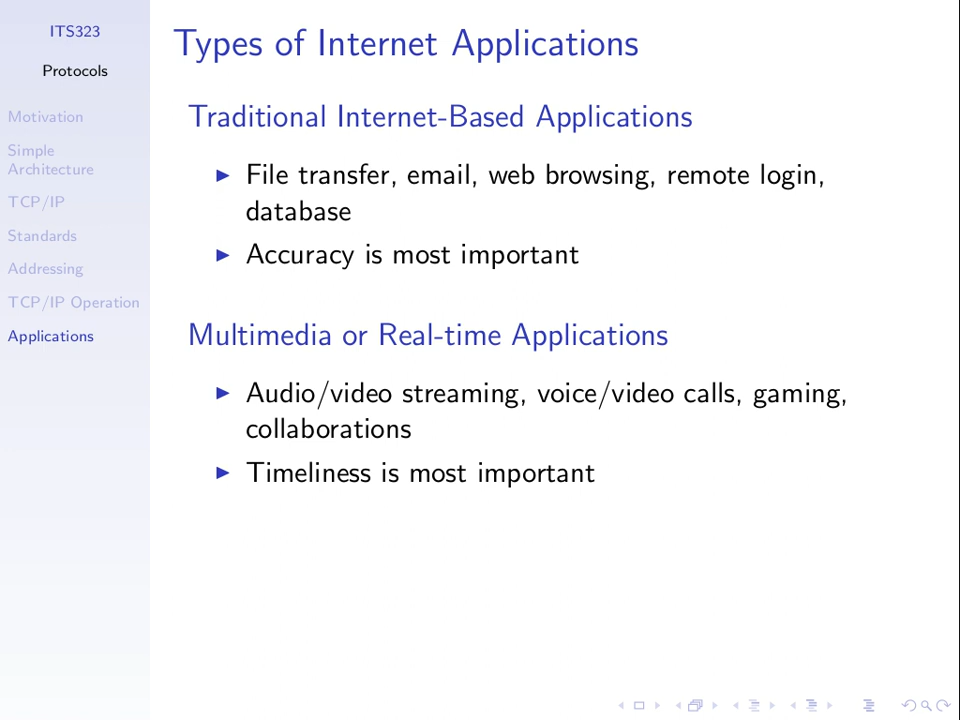 ITS323
Protocols
Motivation
Simple
Architecture
TCP/IP
Standards
Addressing
TCP/IP Operation
Applications
Types of Internet Applications
Traditional Internet-Based Applications
File transfer, email, web browsing, remote login,
database
Accuracy is most important
Multimedia or Real-time Applications
Audio/video streaming, voice/video calls, gaming,
collaborations
Timeliness is most important